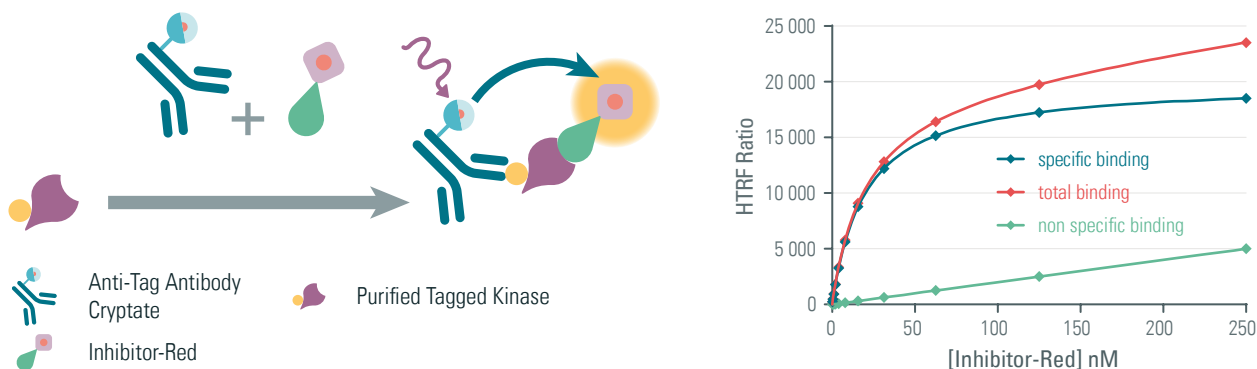 Anti-Tag Antibody
Cryptate
Purified Tagged Kinase
Inhibitor-Red
HTRF Ratio
25 000
20 000
15 000
10 000
5 000
0
specific binding
total binding
non specific binding
0 50 100 150 200 250
[Inhibitor-Red] nM